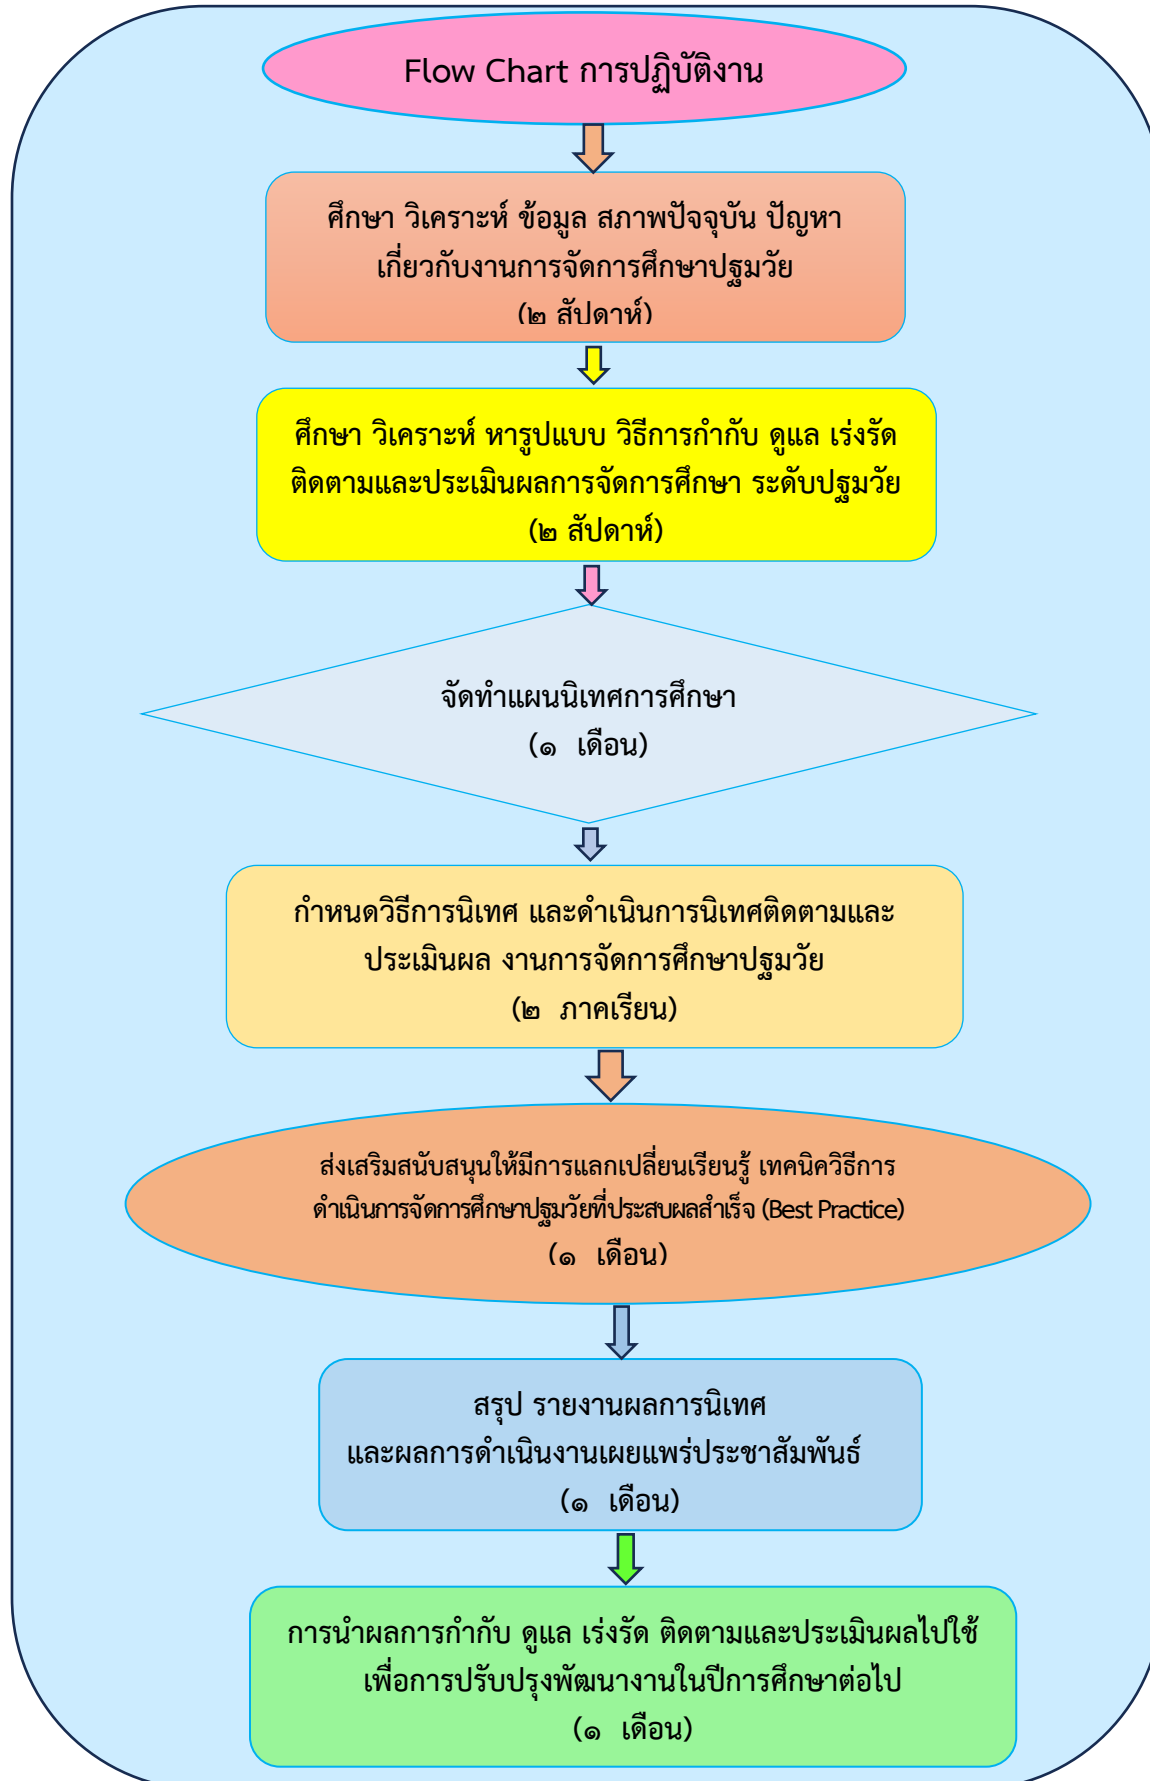 Flow Chart การปฏิบัติงาน
ศึกษา วิเคราะห์ ข้อมูล สภาพปัจจุบัน ปัญหา
เกี่ยวกับงานการจัดการศึกษาปฐมวัย
(๒ สัปดาห์)
ศึกษา วิเคราะห์ หารูปแบบ วิธีการกำกับ ดูแล เร่งรัด
ติดตามและประเมินผลการจัดการศึกษา ระดับปฐมวัย
(๒ สัปดาห์)
จัดทำแผนนิเทศการศึกษา
(๑ เดือน)
กำหนดวิธีการนิเทศ และดำเนินการนิเทศติดตามและ
ประเมินผล งานการจัดการศึกษาปฐมวัย
(๒ ภาคเรียน)
ส่งเสริมสนับสนุนให้มีการแลกเปลี่ยนเรียนรู้ เทคนิควิธีการ
ดำเนินการจัดการศึกษาปฐมวัยที่ประสบผลสำเร็จ (Best Practice)
(๑ เดือน)
สรุป รายงานผลการนิเทศ
และผลการดำเนินงานเผยแพร่ประชาสัมพันธ์
(๑ เดือน)
การนำผลการกำกับ ดูแล เร่งรัด ติดตามและประเมินผลไปใช้
เพื่อการปรับปรุงพัฒนางานในปีการศึกษาต่อไป
(๑ เดือน)